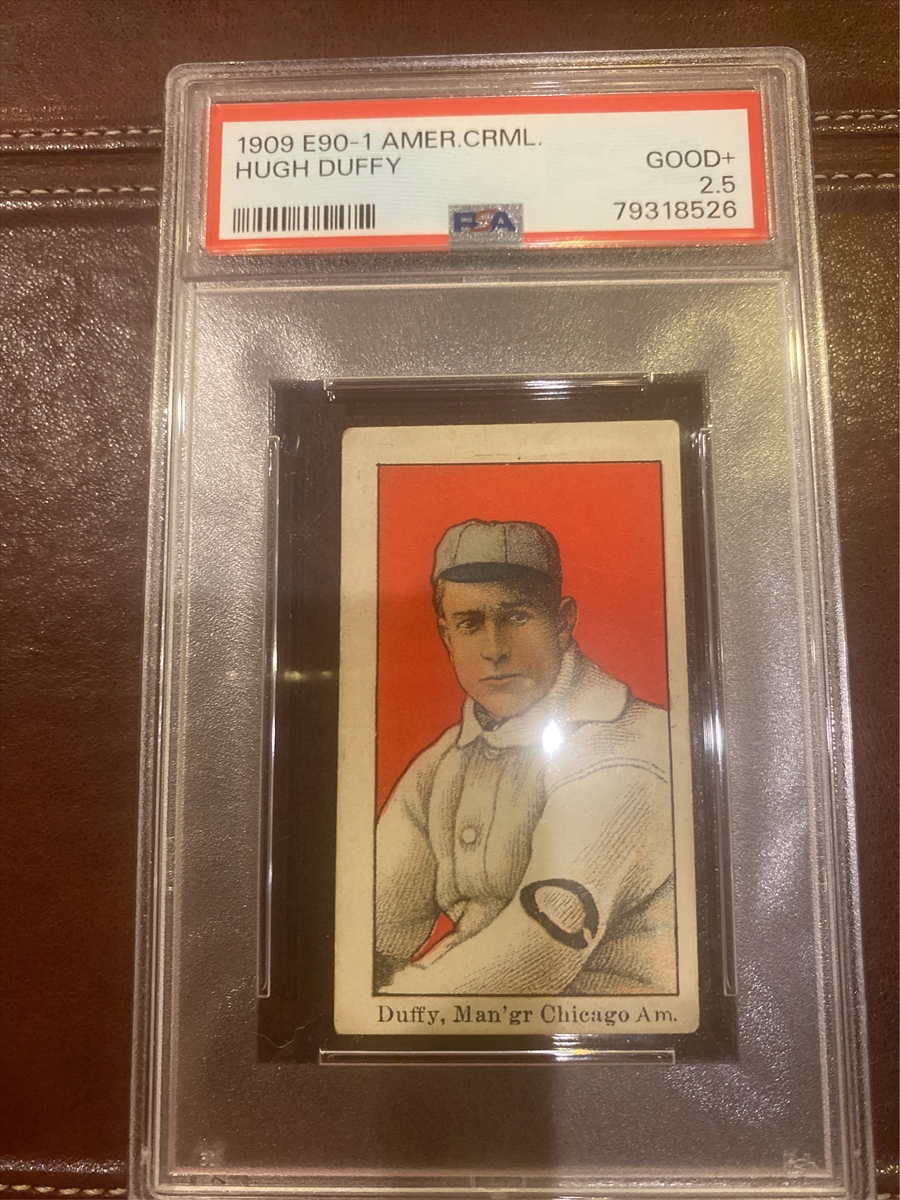 1909 E90-1 AMER.CRML.
HUGH DUFFY
GOOD+
2.5
79318526
PSA
Duffy, Man'gr Chicago Am.